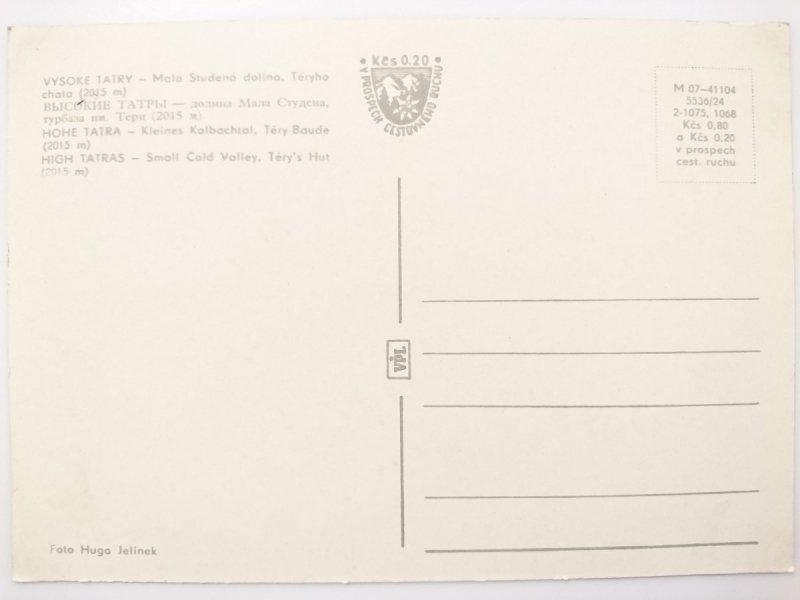 VYSOKE TATRY – Malá Studená dolina, Téryho
chata (2015 m)
ВЫСОКИЕ ТАТРЫ — долина Мала Студена,
турбаза им. Тери (2015 м)
HOHE TATRA – Kleines Kolbachtal, Téry-Baude
(2015 m)
HIGH TATRAS – Small Cold Valley, Téry's Hut
(2015 m)
Kčs 0.20
V PROSPECH CESTOVNÉHO RUCHU
M 07–41104
5536/24
2-1075, 1068
Kčs 0,80
a Kčs 0,20
v prospech
cest. ruchu
VPL
Foto Hugo Jelínek